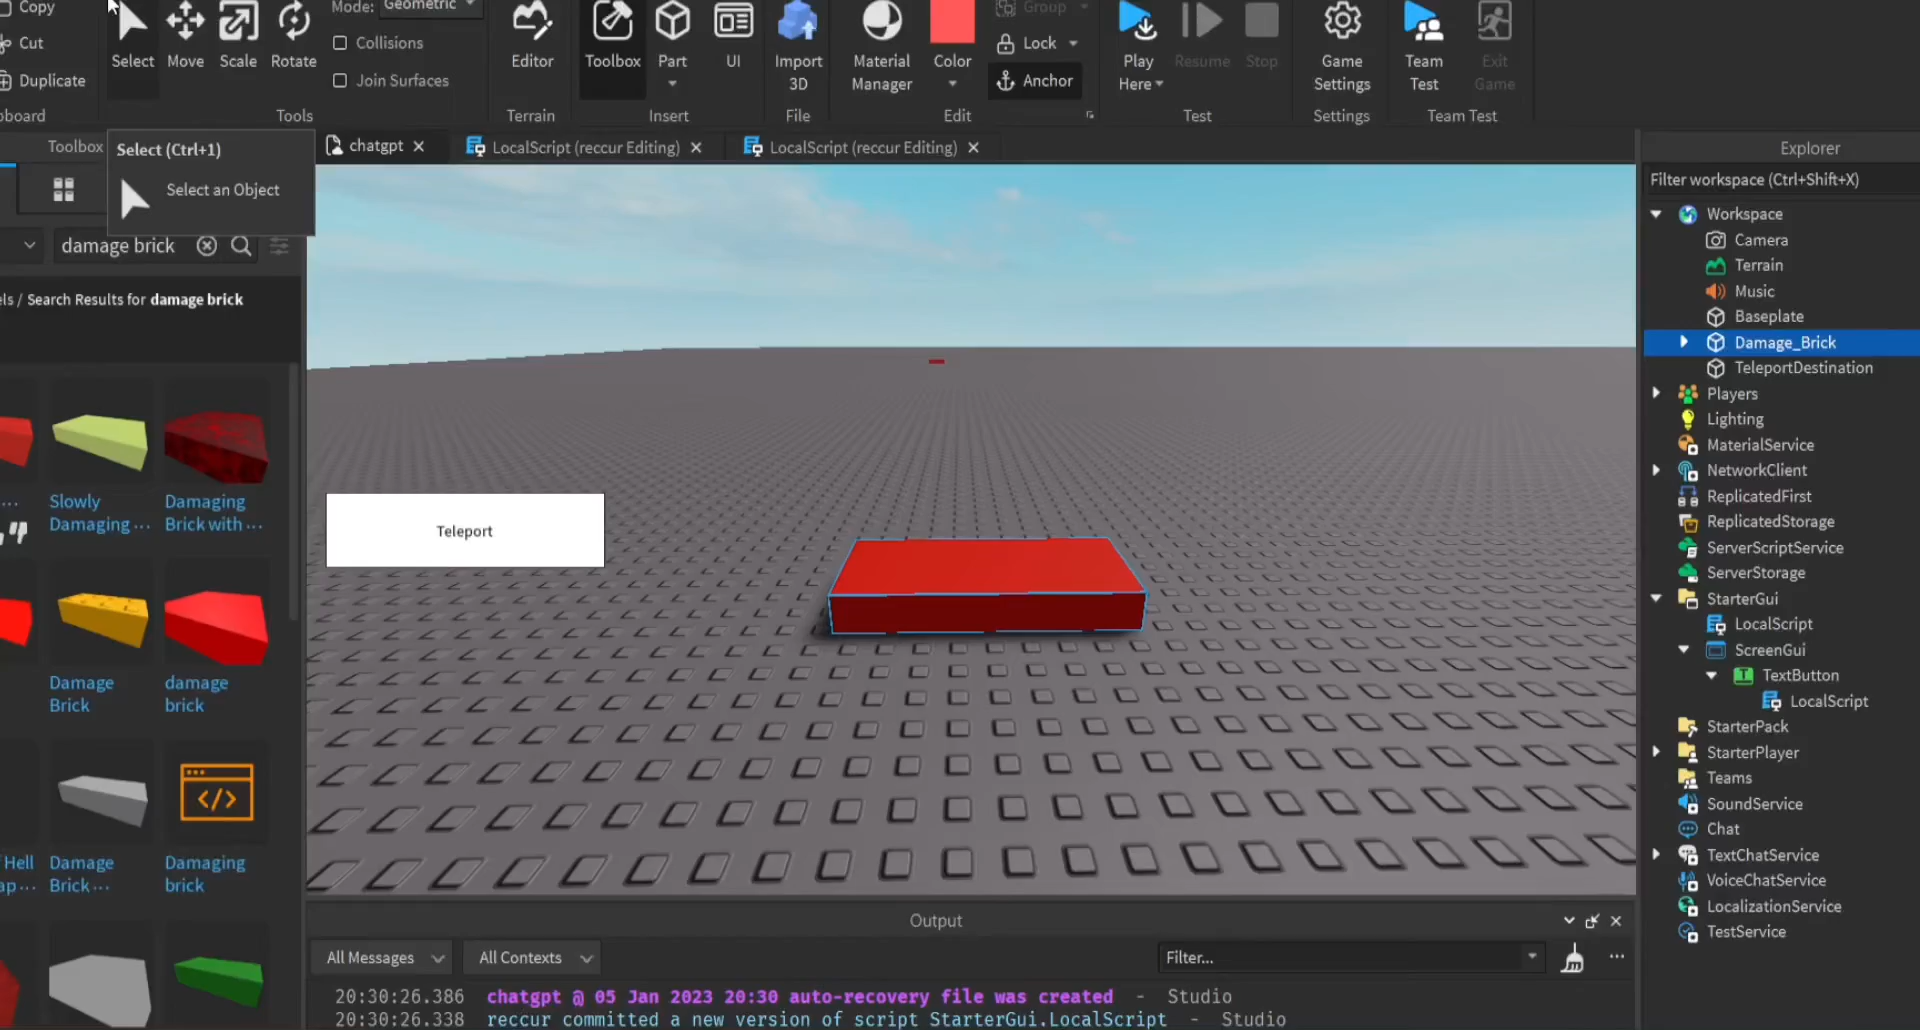 Copy
Cut
Duplicate
Select
Move
Scale
Rotate
Mode:
Geometric
Collisions
Join Surfaces
Tools
Editor
Terrain
Toolbox
Part
UI
Insert
Import
3D
File
Material
Manager
Color
Group
Lock
Anchor
Edit
Play
Here
Resume
Stop
Test
Game
Settings
Settings
Team
Test
Exit
Game
Team Test
Toolbox
Select (Ctrl+1)
Select an Object
chatgpt
LocalScript (reccur Editing)
LocalScript (reccur Editing)
damage brick
/ Search Results for damage brick
Slowly
Damaging ...
Damaging
Brick with ...
Damage
Brick
damage
brick
Hell
Damage
Brick ...
Damaging
brick
Teleport
Explorer
Filter workspace (Ctrl+Shift+X)
Workspace
Camera
Terrain
Music
Baseplate
Damage_Brick
TeleportDestination
Players
Lighting
MaterialService
NetworkClient
ReplicatedFirst
ReplicatedStorage
ServerScriptService
ServerStorage
StarterGui
LocalScript
ScreenGui
TextButton
LocalScript
StarterPack
StarterPlayer
Teams
SoundService
Chat
TextChatService
VoiceChatService
LocalizationService
TestService
Output
All Messages
All Contexts
Filter...
20:30:26.386 chatgpt @ 05 Jan 2023 20:30 auto-recovery file was created - Studio
20:30:26.338 reccur committed a new version of script StarterGui.LocalScript - Studio